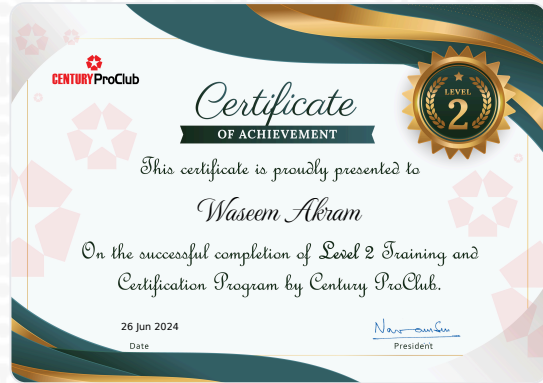 CENTURY ProClub
Certificate
OF ACHIEVEMENT
LEVEL
2
This certificate is proudly presented to
Waseem Akram
On the successful completion of Level 2 Training and
Certification Program by Century ProClub.
26 Jun 2024
Date
President